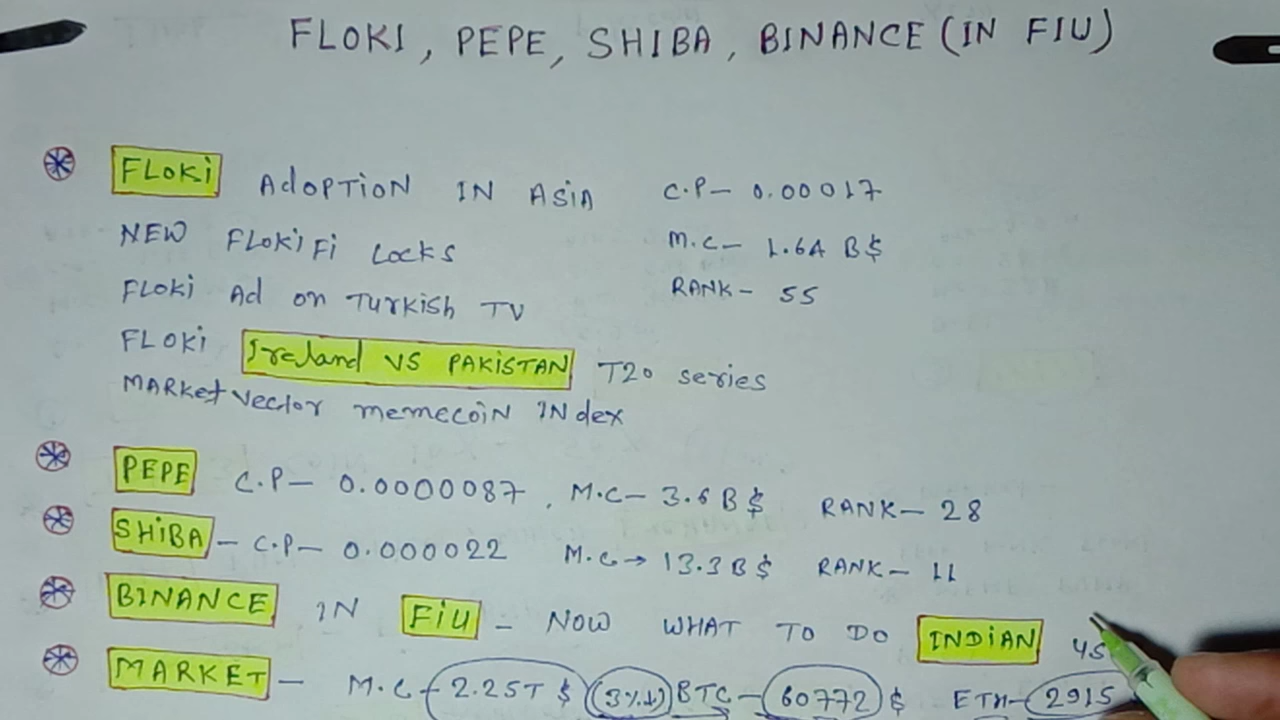 FLOKI, PEPE, SHIBA, BINANCE (IN FIU)
FLOKI ADOPTION IN ASIA C.P- 0.00017
NEW FLOKIFI LOCKS M.C- 1.64 B$
FLOKI Ad on TURKISH TV RANK- 55
FLOKI Ireland VS PAKISTAN T20 series
MARKETVECTOR memecoin INdex
PEPE C.P- 0.0000087, M.C- 3.6 B$ RANK- 28
SHIBA - C.P- 0.000022 M.C→ 13.3B$ RANK- 11
BINANCE IN FIU - NOW WHAT TO DO INDIAN
MARKET - M.C- 2.25T $ (3%↓) BTC- 60772 $ ETH- 2915